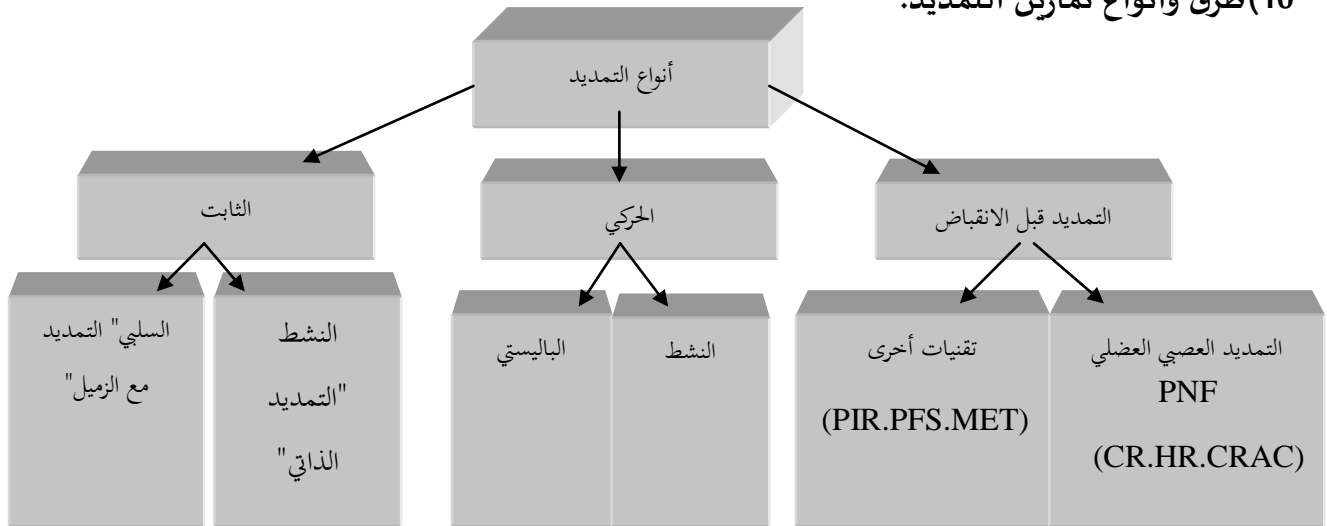 10)طرق وأنواع تمارين التمديد:
أنواع التمديد
التمديد قبل الانقباض
الحركي
الثابت
التمديد العصبي العضلي
PNF
(CR.HR.CRAC)
تقنيات أخرى
(PIR.PFS.MET)
النشط
الباليستي
النشط
"التمديد
الذاتي"
السلبي" التمديد
مع الزميل"